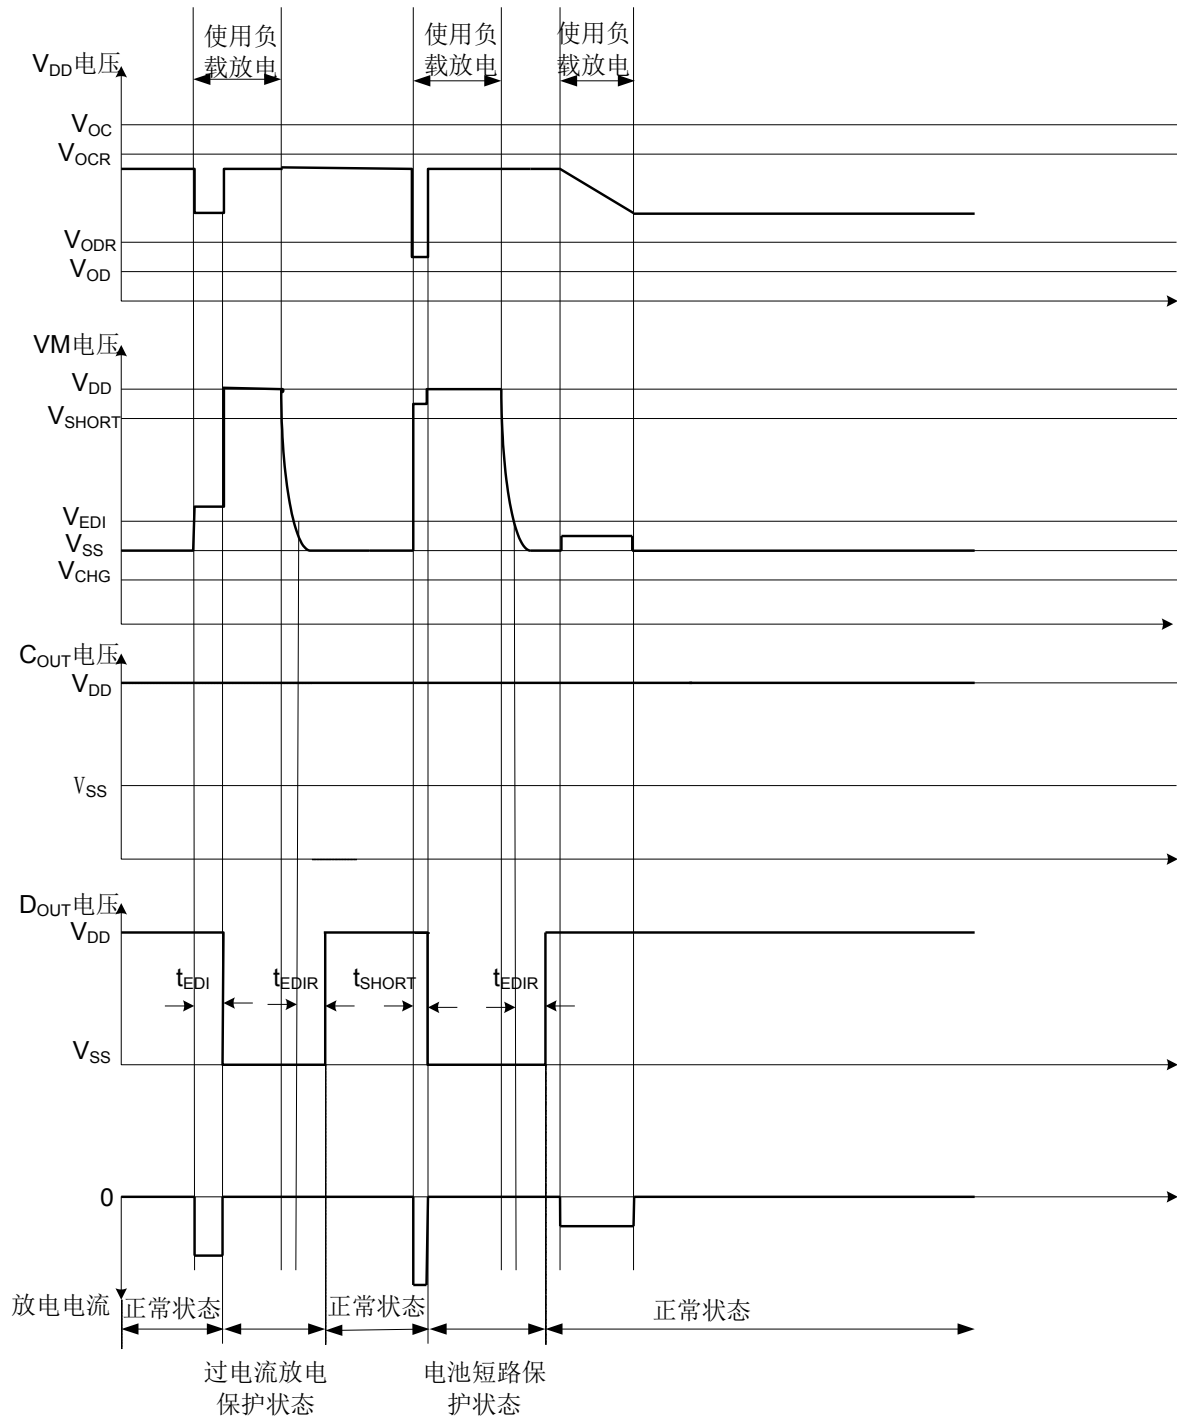 使用负
载放电
使用负
载放电
使用负
载放电
VDD电压
VOC
VOCR
VODR
VOD
VM电压
VDD
VSHORT
VEDI
VSS
VCHG
COUT电压
VDD
VSS
DOUT电压
VDD
tEDI
tEDIR
tSHORT
tEDIR
VSS
0
放电电流
正常状态
正常状态
正常状态
过电流放电
保护状态
电池短路保
护状态